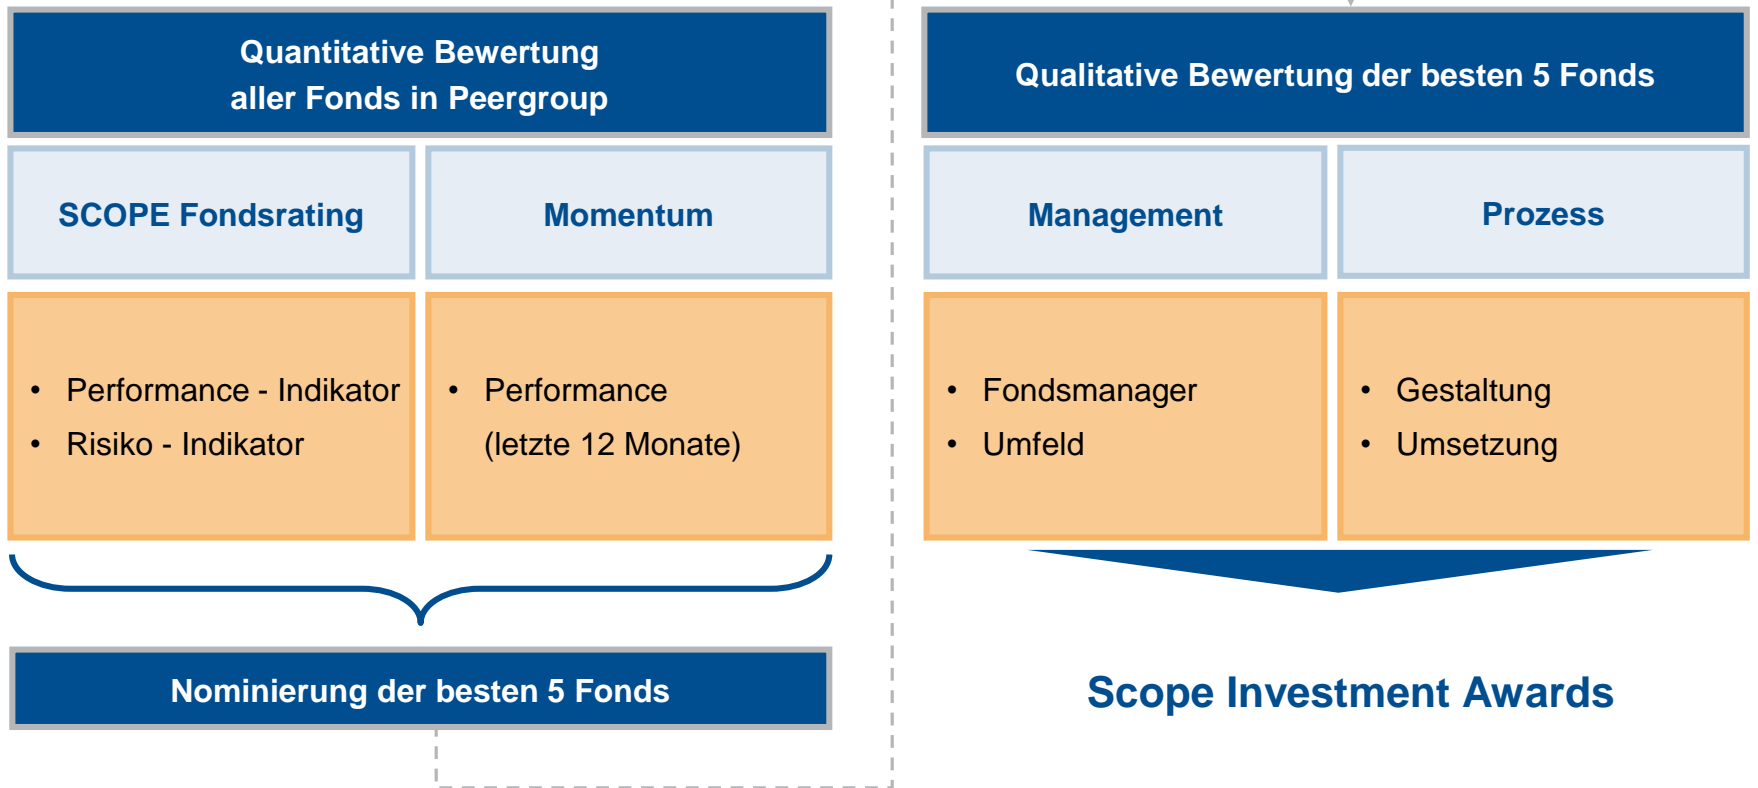 Quantitative Bewertung
aller Fonds in Peergroup
SCOPE Fondsrating
Momentum
• Performance - Indikator
• Risiko - Indikator
• Performance
(letzte 12 Monate)
Nominierung der besten 5 Fonds
Qualitative Bewertung der besten 5 Fonds
Management
Prozess
• Fondsmanager
• Umfeld
• Gestaltung
• Umsetzung
Scope Investment Awards